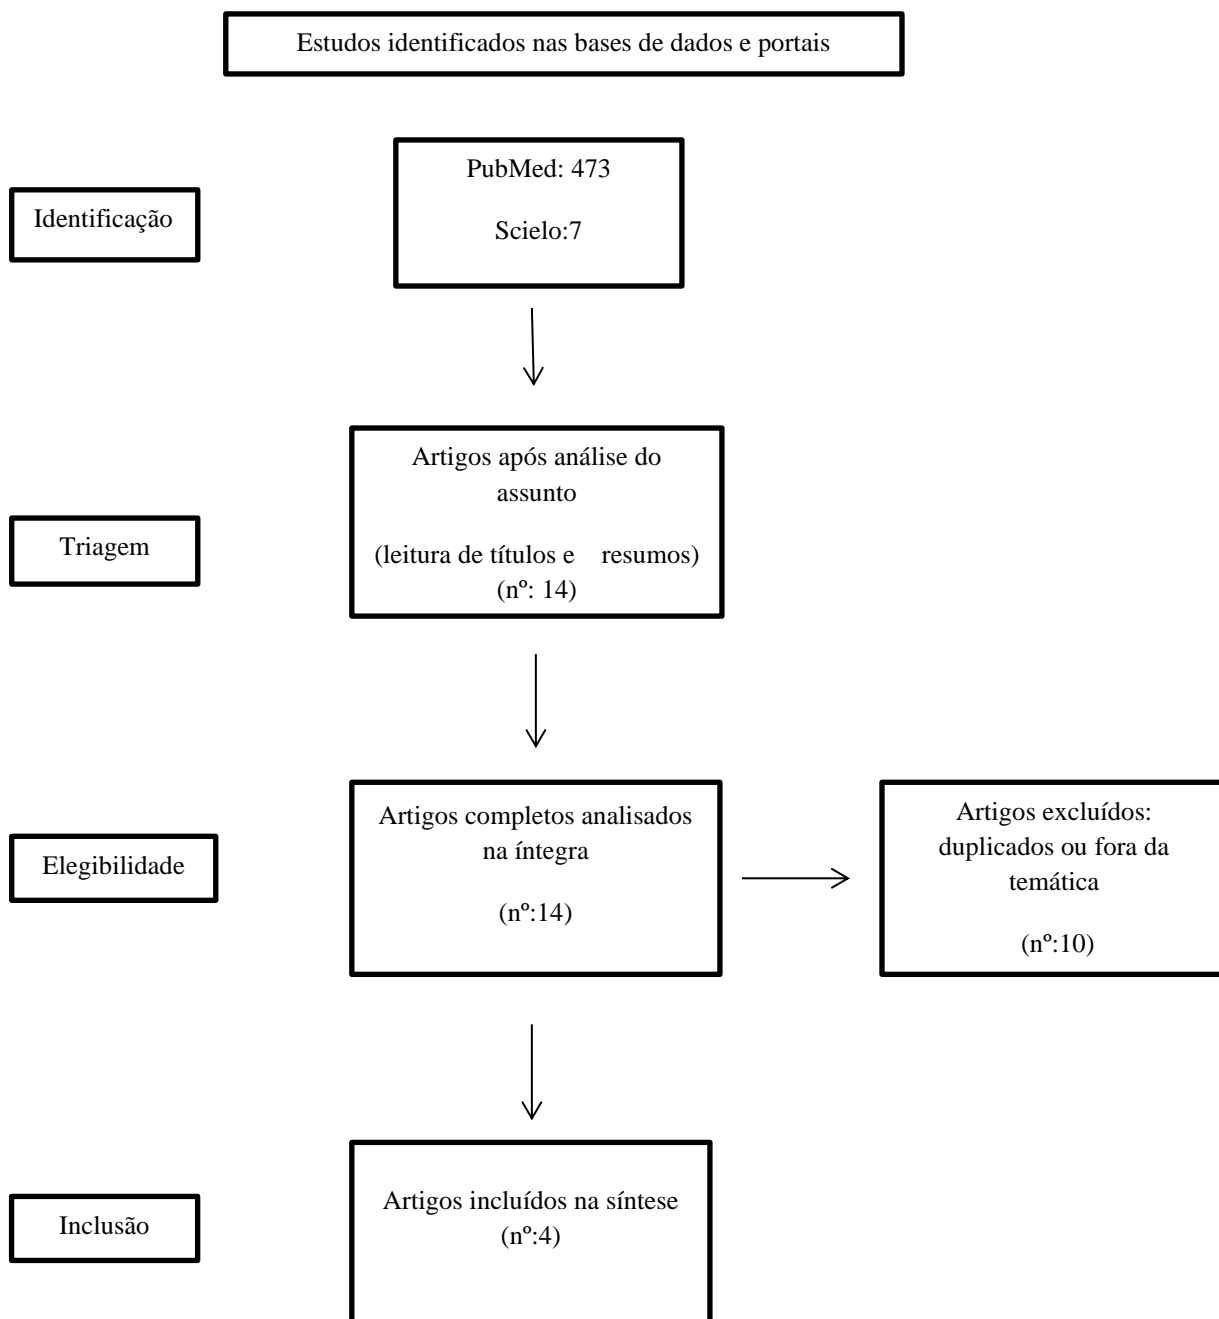 Estudos identificados nas bases de dados e portais
Identificação
PubMed: 473
Scielo:7
Triagem
Artigos após análise do
assunto
(leitura de títulos e resumos)
(nº: 14)
Elegibilidade
Artigos completos analisados
na íntegra
(nº:14)
Artigos excluídos:
duplicados ou fora da
temática
(nº:10)
Inclusão
Artigos incluídos na síntese
(nº:4)